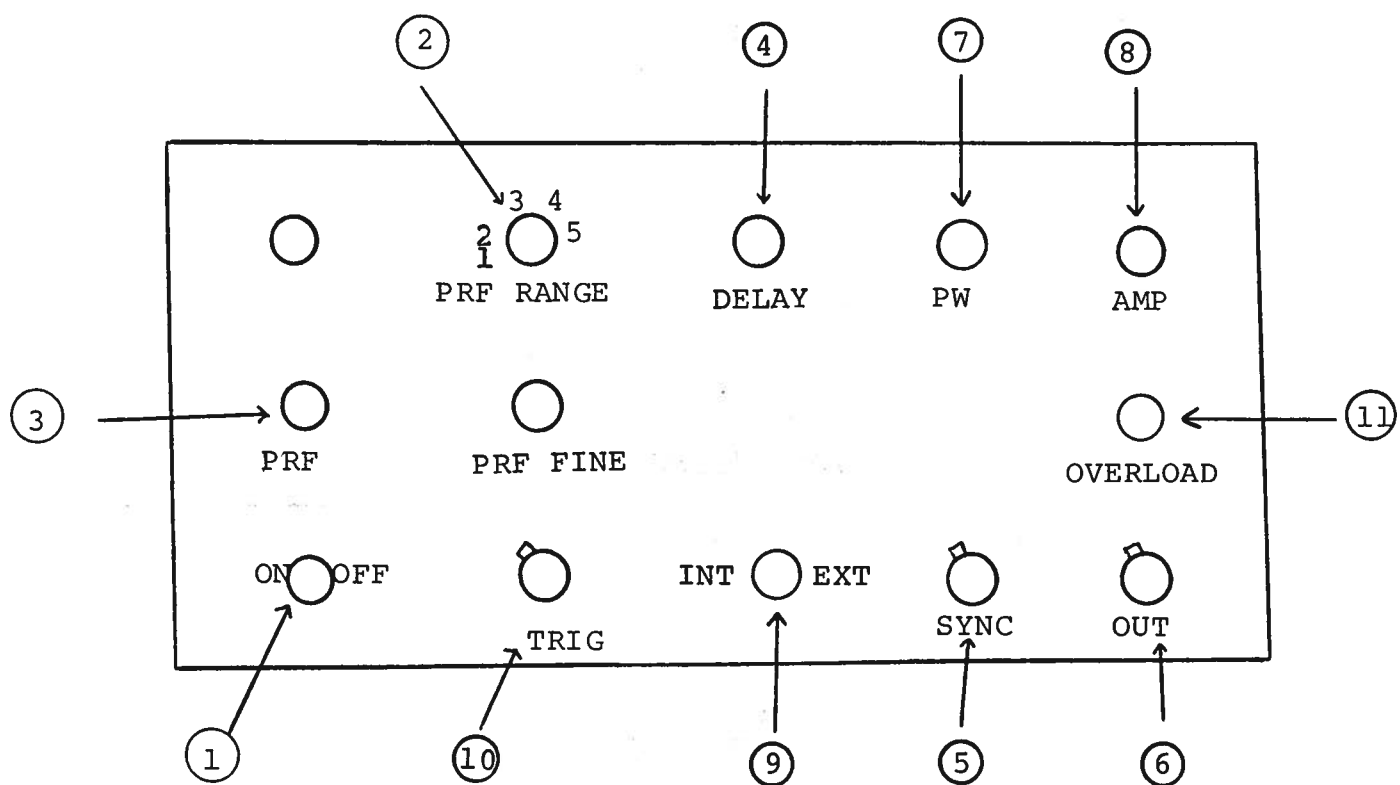 2 4 7 8
3 4
2 5
1
PRF RANGE DELAY PW AMP
3 11
PRF PRF FINE OVERLOAD
ON OFF INT EXT
TRIG SYNC OUT
1 10 9 5 6